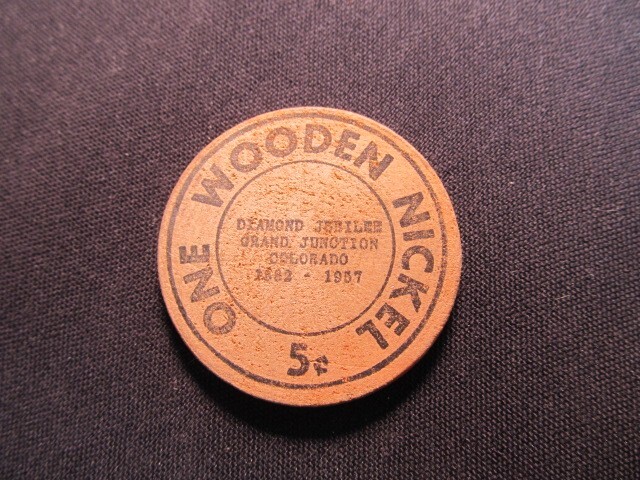 ONE WOODEN NICKEL
DIAMOND JUBILEE
GRAND JUNCTION
COLORADO
1882 - 1957
5¢